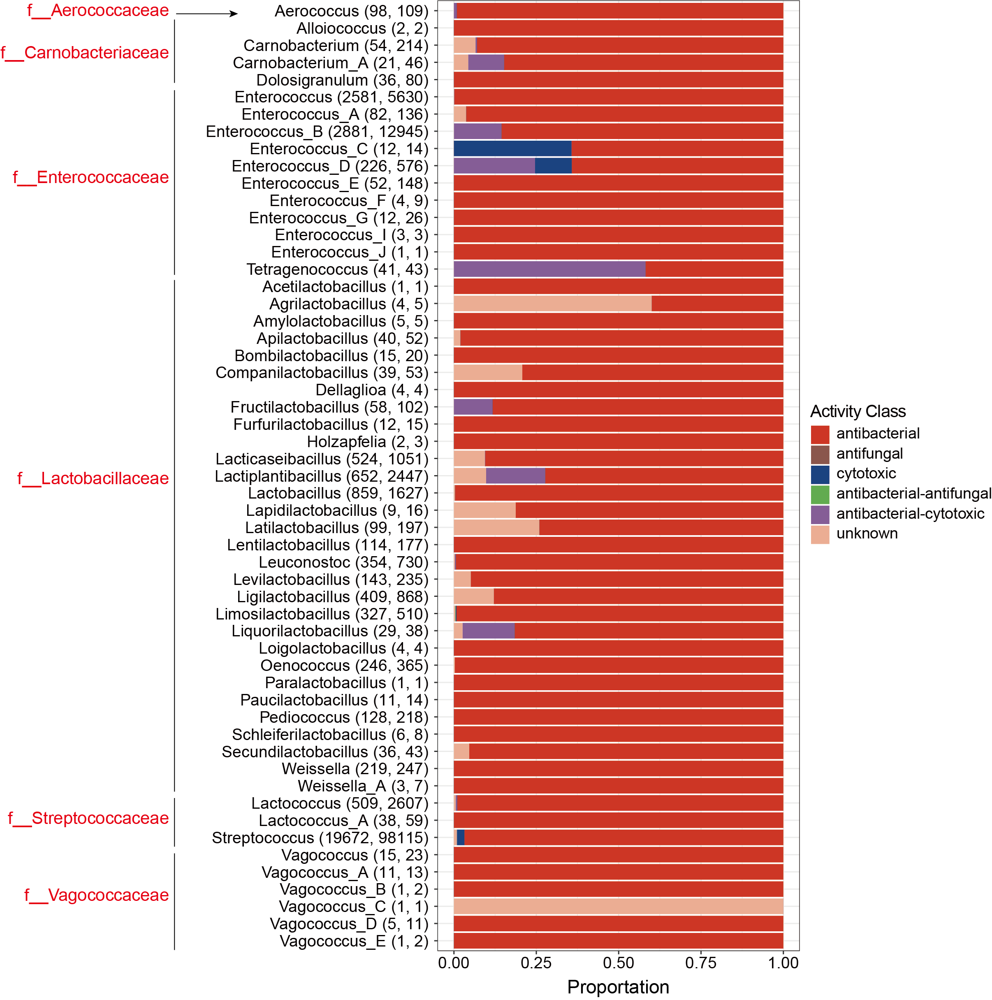 f__Aerococcaceae
f__Carnobacteriaceae
f__Enterococcaceae
f__Lactobacillaceae
f__Streptococcaceae
f__Vagococcaceae
Aerococcus (98, 109)
Alloiococcus (2, 2)
Carnobacterium (54, 214)
Carnobacterium_A (21, 46)
Dolosigranulum (36, 80)
Enterococcus (2581, 5630)
Enterococcus_A (82, 136)
Enterococcus_B (2881, 12945)
Enterococcus_C (12, 14)
Enterococcus_D (226, 576)
Enterococcus_E (52, 148)
Enterococcus_F (4, 9)
Enterococcus_G (12, 26)
Enterococcus_I (3, 3)
Enterococcus_J (1, 1)
Tetragenococcus (41, 43)
Acetilactobacillus (1, 1)
Agrilactobacillus (4, 5)
Amylolactobacillus (5, 5)
Apilactobacillus (40, 52)
Bombilactobacillus (15, 20)
Companilactobacillus (39, 53)
Dellaglioa (4, 4)
Fructilactobacillus (58, 102)
Furfurilactobacillus (12, 15)
Holzapfelia (2, 3)
Lacticaseibacillus (524, 1051)
Lactiplantibacillus (652, 2447)
Lactobacillus (859, 1627)
Lapidilactobacillus (9, 16)
Latilactobacillus (99, 197)
Lentilactobacillus (114, 177)
Leuconostoc (354, 730)
Levilactobacillus (143, 235)
Ligilactobacillus (409, 868)
Limosilactobacillus (327, 510)
Liquorilactobacillus (29, 38)
Loigolactobacillus (4, 4)
Oenococcus (246, 365)
Paralactobacillus (1, 1)
Paucilactobacillus (11, 14)
Pediococcus (128, 218)
Schleiferilactobacillus (6, 8)
Secundilactobacillus (36, 43)
Weissella (219, 247)
Weissella_A (3, 7)
Lactococcus (509, 2607)
Lactococcus_A (38, 59)
Streptococcus (19672, 98115)
Vagococcus (15, 23)
Vagococcus_A (11, 13)
Vagococcus_B (1, 2)
Vagococcus_C (1, 1)
Vagococcus_D (5, 11)
Vagococcus_E (1, 2)
0.00 0.25 0.50 0.75 1.00
Proportation
Activity Class
antibacterial
antifungal
cytotoxic
antibacterial-antifungal
antibacterial-cytotoxic
unknown